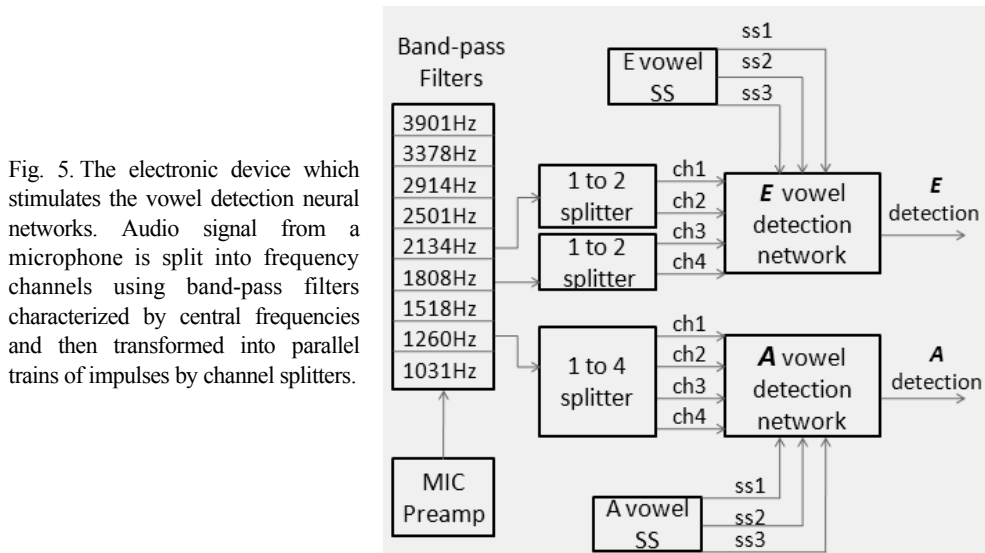 Fig. 5. The electronic device which
stimulates the vowel detection neural
networks. Audio signal from a
microphone is split into frequency
channels using band-pass filters
characterized by central frequencies
and then transformed into parallel
trains of impulses by channel splitters.
Band-pass
Filters
3901Hz
3378Hz
2914Hz
2501Hz
2134Hz
1808Hz
1518Hz
1260Hz
1031Hz
MIC
Preamp
E vowel
SS
ss1
ss2
ss3
1 to 2
splitter
1 to 2
splitter
ch1
ch2
ch3
ch4
E vowel
detection
network
E
detection
1 to 4
splitter
ch1
ch2
ch3
ch4
A vowel
detection
network
A
detection
A vowel
SS
ss1
ss2
ss3